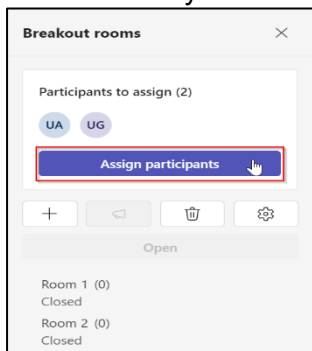 Breakout rooms
Participants to assign (2)
UA UG
Assign participants
Open
Room 1 (0)
Closed
Room 2 (0)
Closed